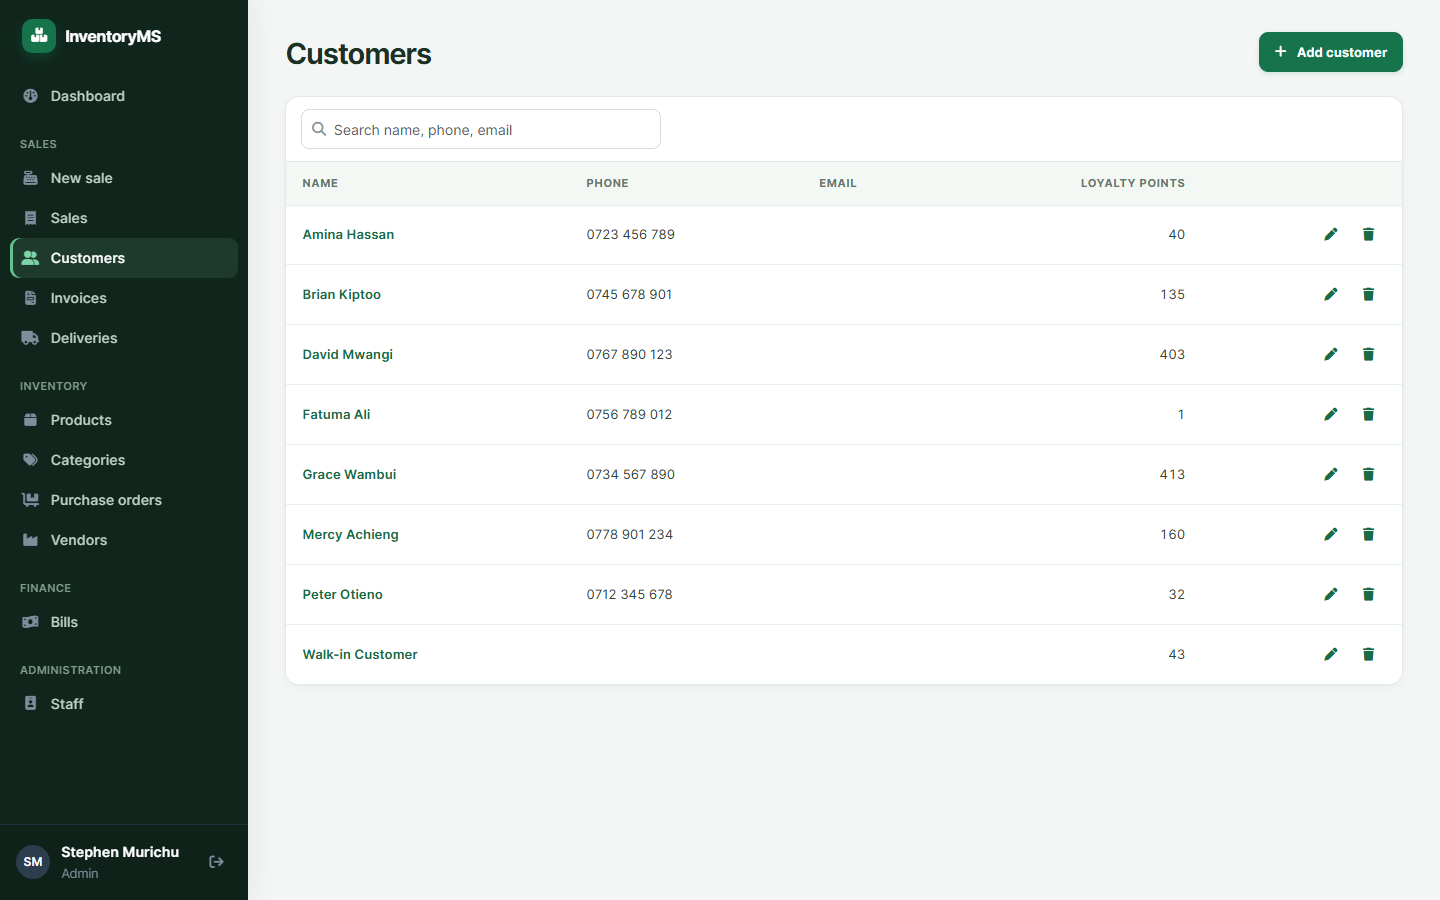 InventoryMS
Dashboard
SALES
New sale
Sales
Customers
Invoices
Deliveries
INVENTORY
Products
Categories
Purchase orders
Vendors
FINANCE
Bills
ADMINISTRATION
Staff
SM
Stephen Murichu
Admin
Customers
Add customer
Search name, phone, email
NAME PHONE EMAIL LOYALTY POINTS
Amina Hassan 0723 456 789 40
Brian Kiptoo 0745 678 901 135
David Mwangi 0767 890 123 403
Fatuma Ali 0756 789 012 1
Grace Wambui 0734 567 890 413
Mercy Achieng 0778 901 234 160
Peter Otieno 0712 345 678 32
Walk-in Customer 43